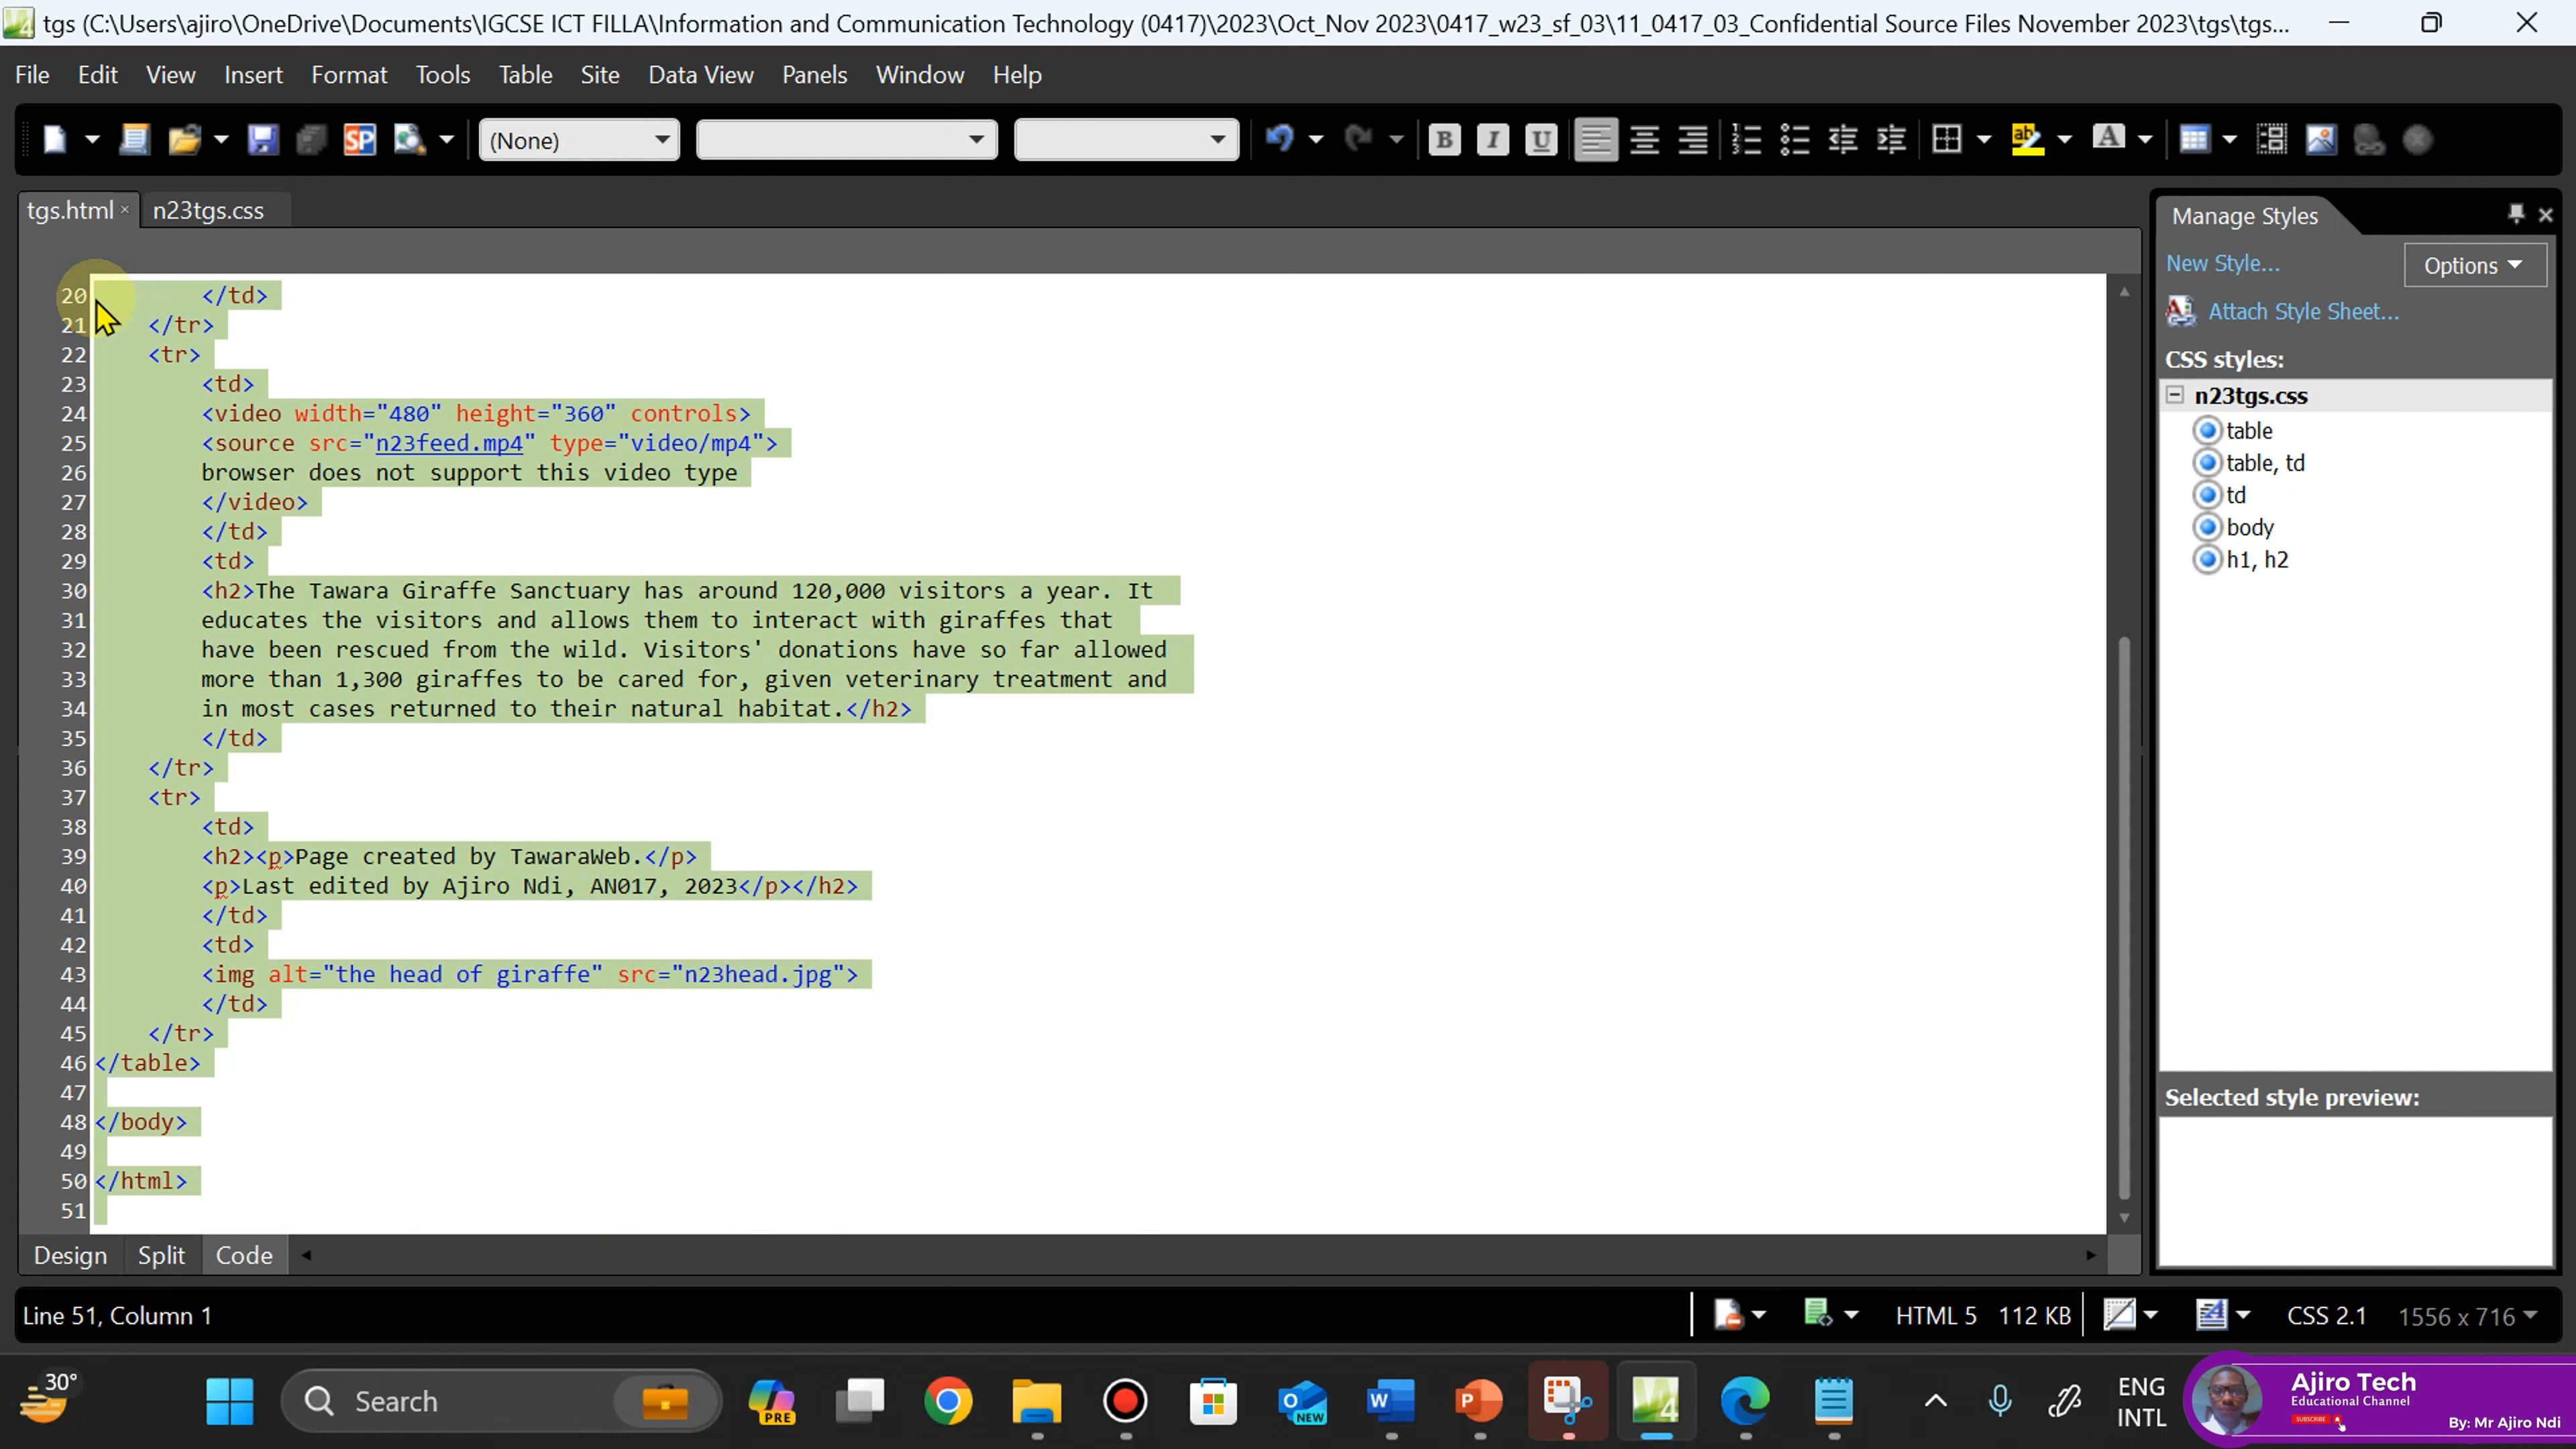 tgs (C:\Users\ajiro\OneDrive\Documents\IGCSE ICT FILLA\Information and Communication Technology (0417)\2023\Oct_Nov 2023\0417_w23_sf_03\11_0417_03_Confidential Source Files November 2023\tgs\tgs...
File Edit View Insert Format Tools Table Site Data View Panels Window Help
(None)
tgs.html n23tgs.css
20 </td>
21 </tr>
22 <tr>
23 <td>
24 <video width="480" height="360" controls>
25 <source src="n23feed.mp4" type="video/mp4">
26 browser does not support this video type
27 </video>
28 </td>
29 <td>
30 <h2>The Tawara Giraffe Sanctuary has around 120,000 visitors a year. It
31 educates the visitors and allows them to interact with giraffes that
32 have been rescued from the wild. Visitors' donations have so far allowed
33 more than 1,300 giraffes to be cared for, given veterinary treatment and
34 in most cases returned to their natural habitat.</h2>
35 </td>
36 </tr>
37 <tr>
38 <td>
39 <h2><p>Page created by TawaraWeb.</p>
40 <p>Last edited by Ajiro Ndi, AN017, 2023</p></h2>
41 </td>
42 <td>
43 <img alt="the head of giraffe" src="n23head.jpg">
44 </td>
45 </tr>
46 </table>
47
48 </body>
49
50 </html>
51
Design Split Code
Manage Styles
New Style... Options
Attach Style Sheet...
CSS styles:
n23tgs.css
table
table, td
td
body
h1, h2
Selected style preview:
Line 51, Column 1
HTML 5 112 KB CSS 2.1 1556 x 716
30°
Search
PRE
NEW
ENG
INTL
Ajiro Tech
Educational Channel
SUBSCRIBE
By: Mr Ajiro Ndi